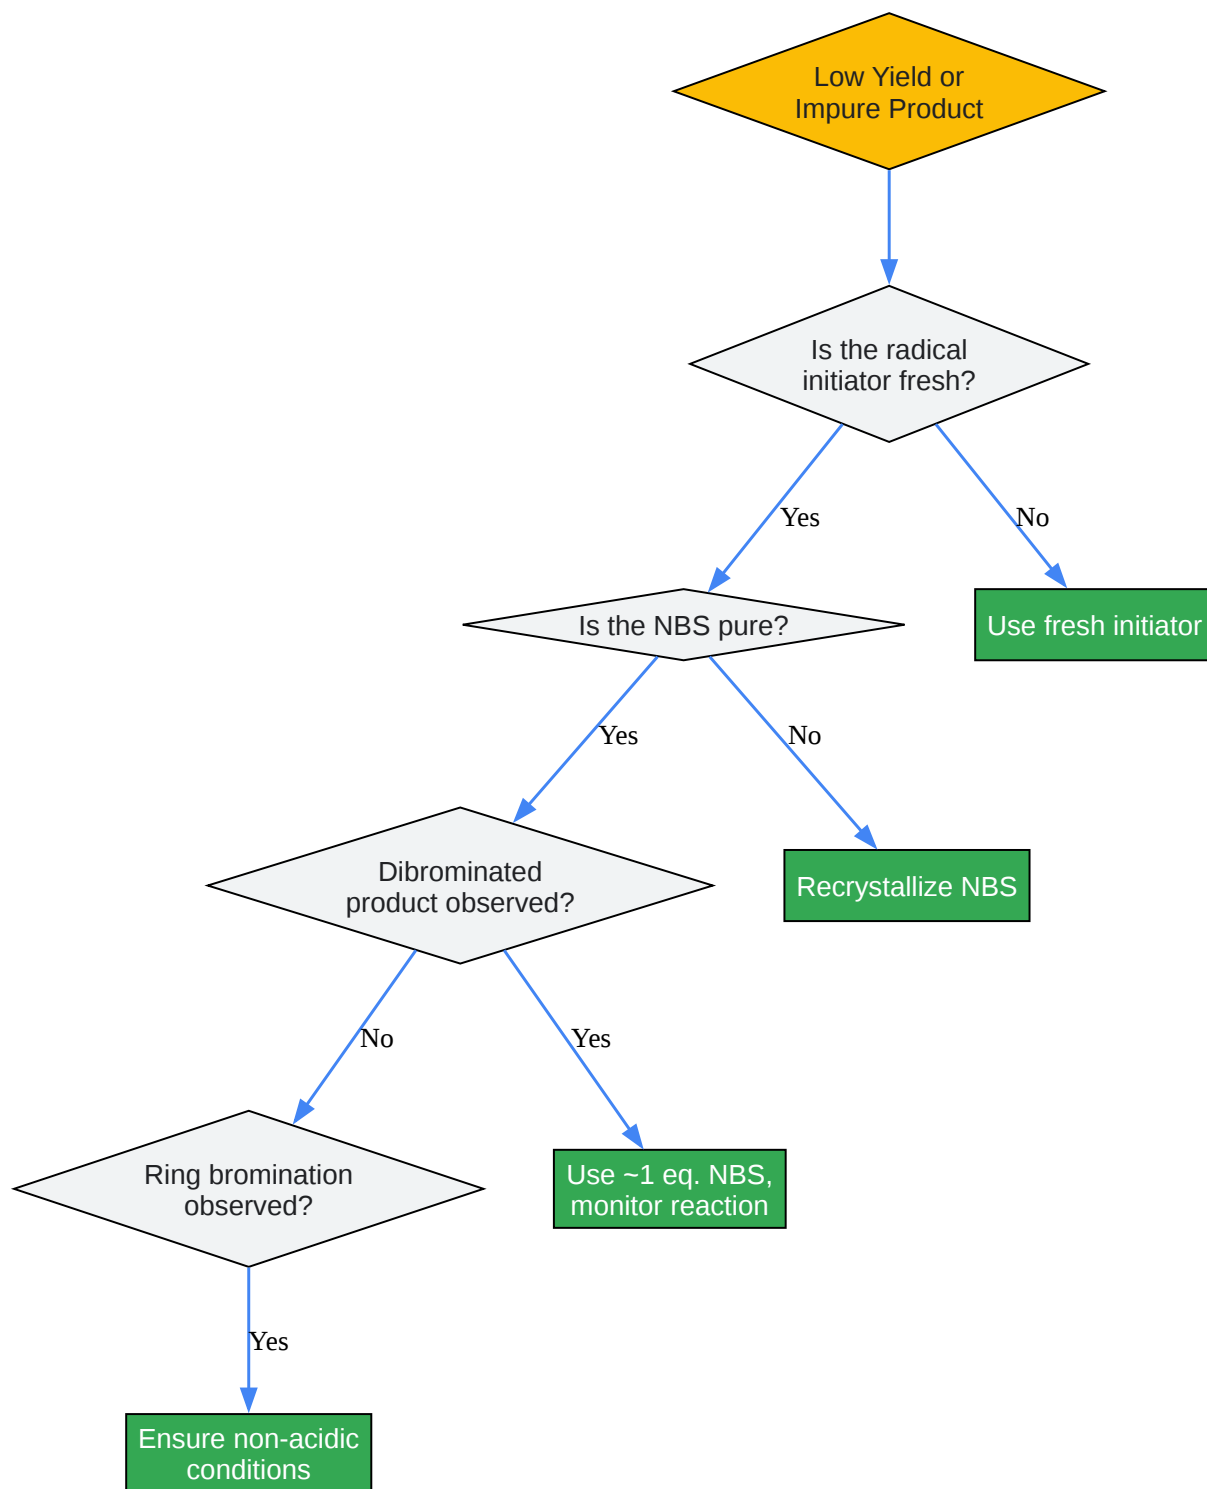 Low Yield or
Impure Product
Is the radical
initiator fresh?
Yes
No
Is the NBS pure?
Use fresh initiator
Yes
No
Dibrominated
product observed?
Recrystallize NBS
No
Yes
Ring bromination
observed?
Use ~1 eq. NBS,
monitor reaction
Yes
Ensure non-acidic
conditions